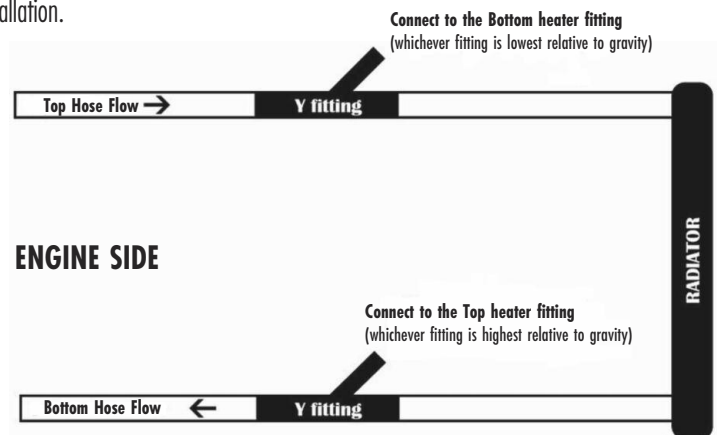 allation.
Connect to the Bottom heater fitting
(whichever fitting is lowest relative to gravity)
Top Hose Flow →
Y fitting
ENGINE SIDE
RADIATOR
Connect to the Top heater fitting
(whichever fitting is highest relative to gravity)
Bottom Hose Flow ←
Y fitting